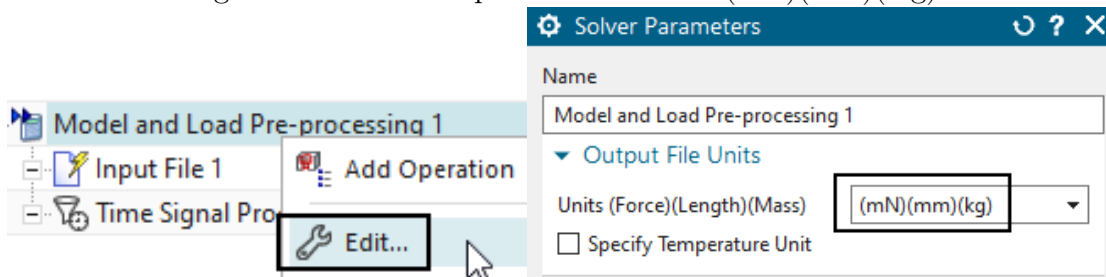 Model and Load Pre-processing 1
Input File 1
Time Signal Pro
Add Operation
Edit...
Solver Parameters
Name
Model and Load Pre-processing 1
Output File Units
Units (Force)(Length)(Mass) (mN)(mm)(kg)
Specify Temperature Unit